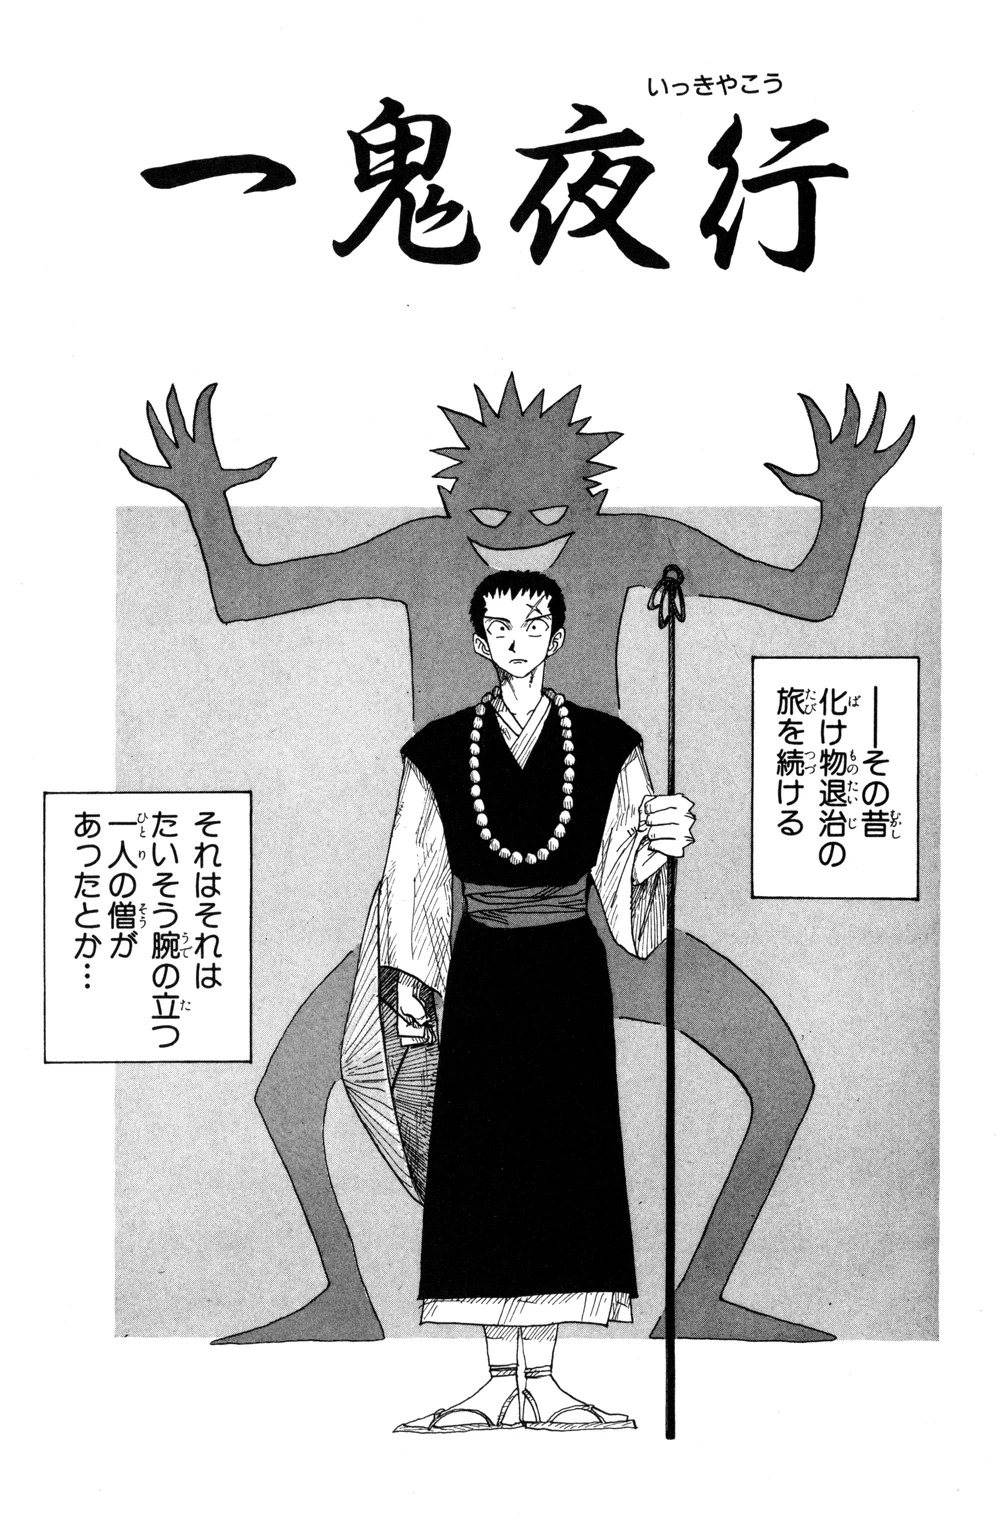 いっきやこう
一鬼夜行
――その昔
化け物退治の
旅を続ける
それはそれは
たいそう腕の立つ
一人の僧が
あったとか…